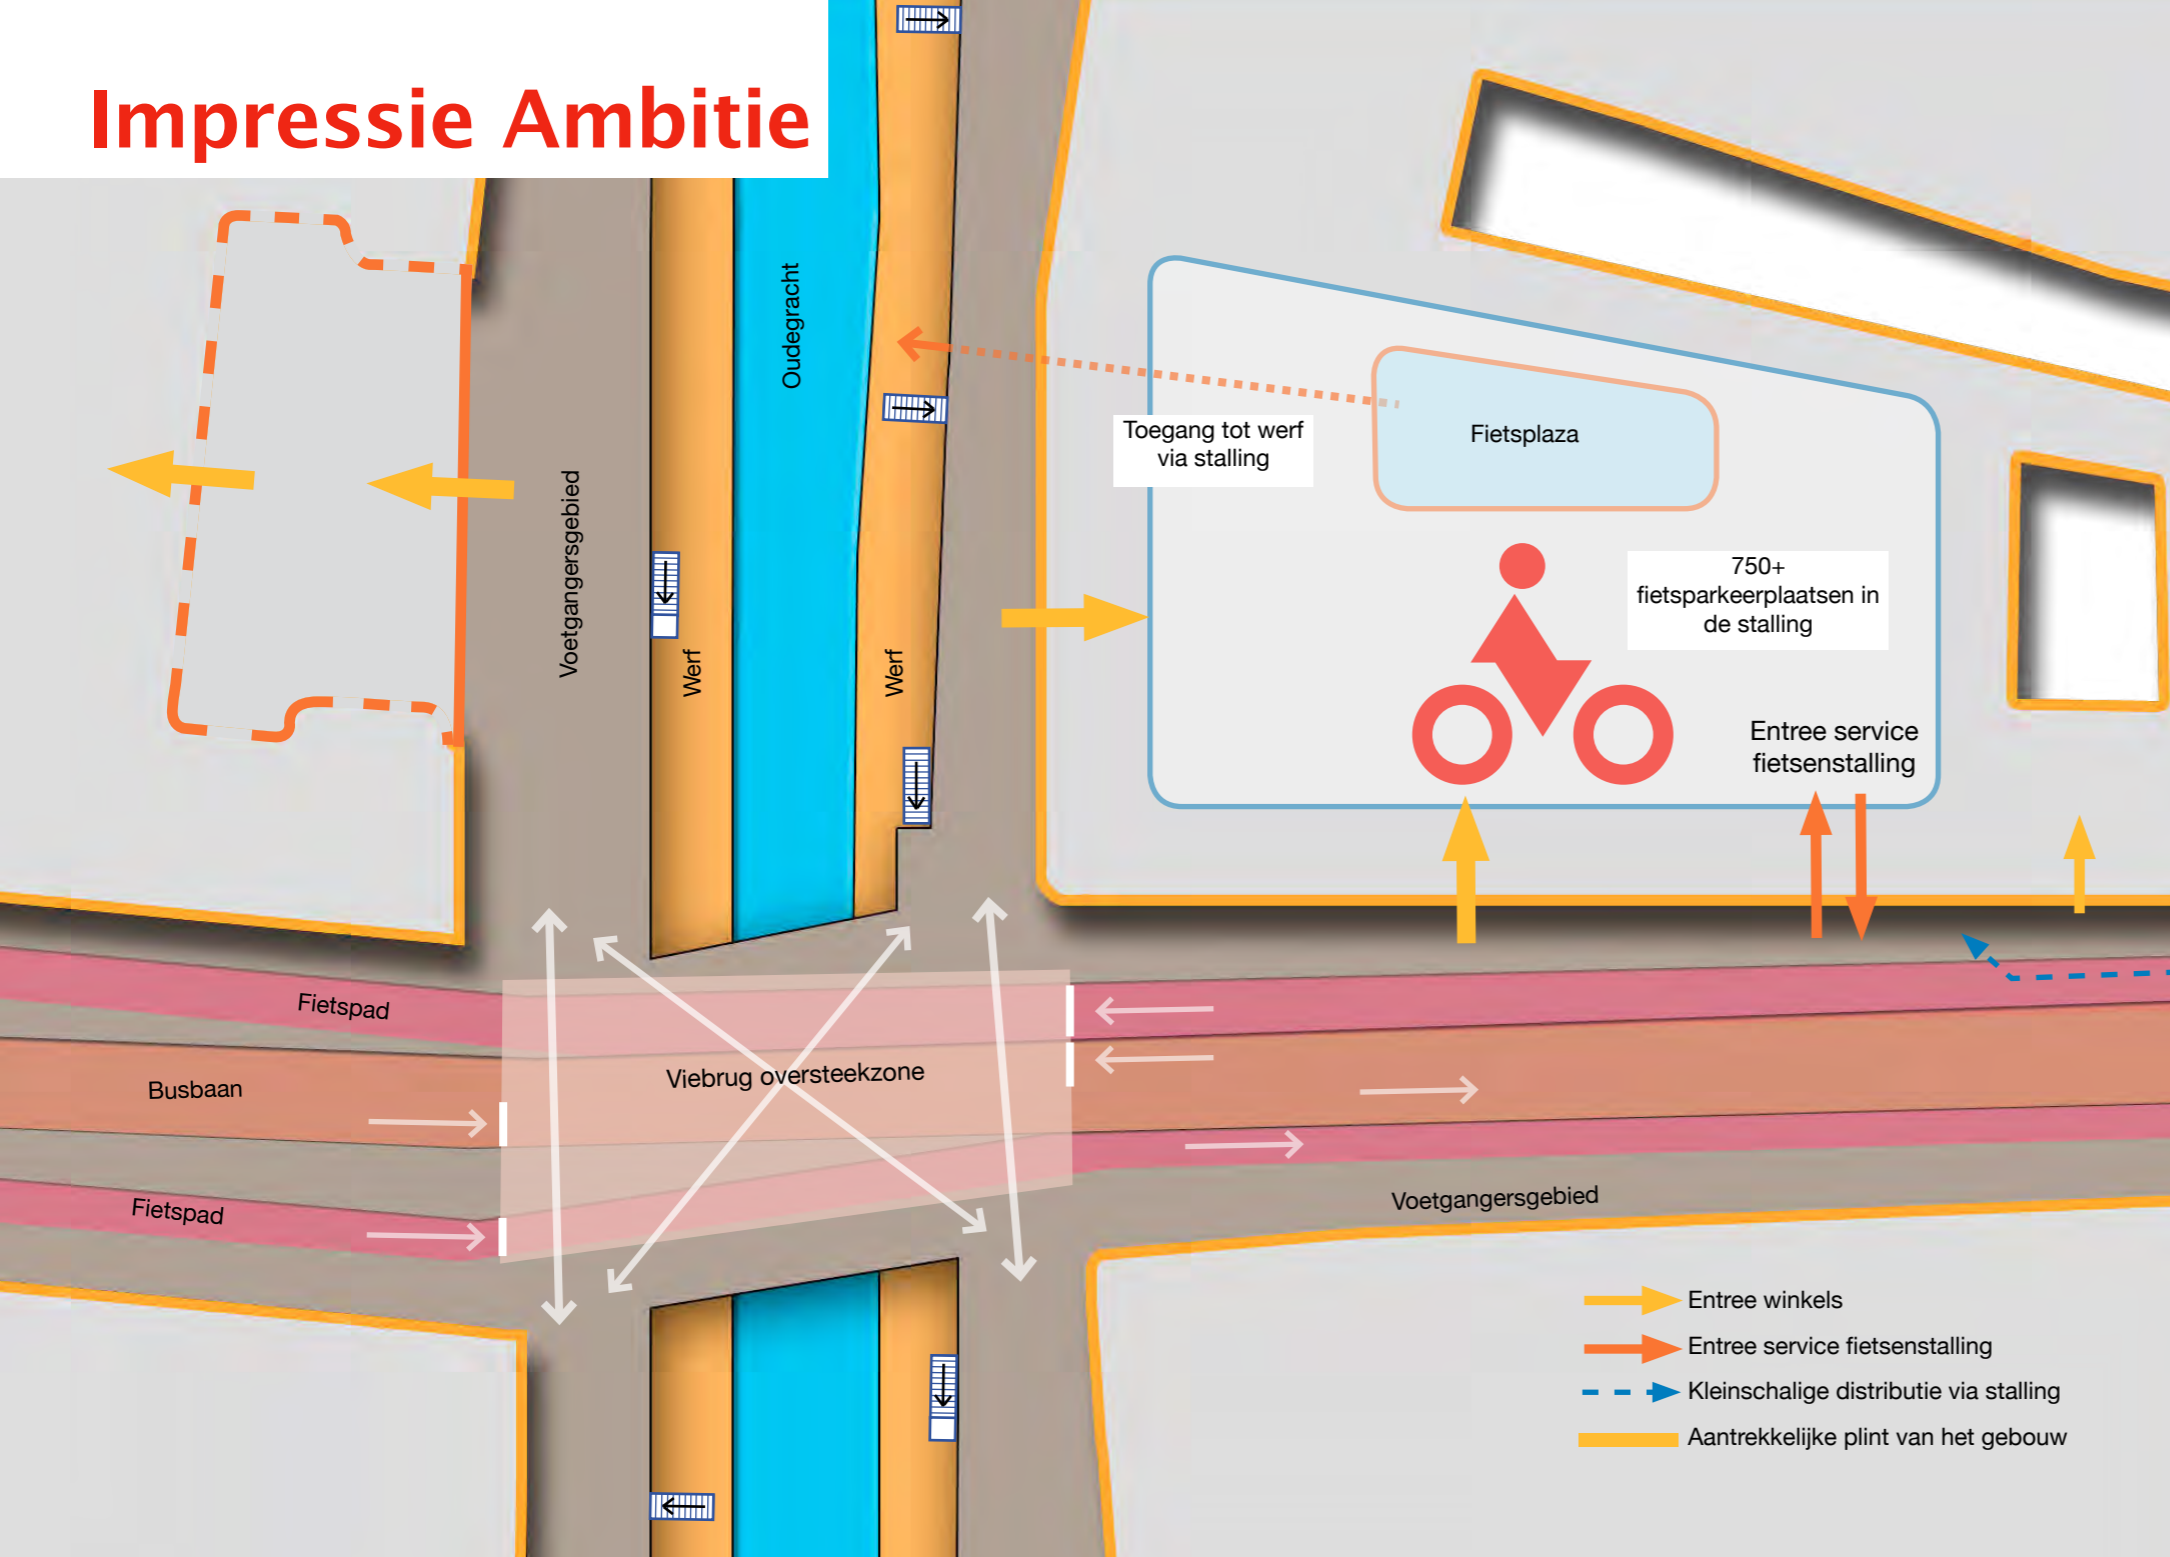 Impressie Ambitie
Oudegracht
Voetgangersgebied
Werf
Werf
Toegang tot werf
via stalling
Fietsplaza
750+
fietsparkeerplaatsen in
de stalling
Entree service
fietsenstalling
Fietspad
Busbaan
Viebrug oversteekzone
Fietspad
Voetgangersgebied
Entree winkels
Entree service fietsenstalling
Kleinschalige distributie via stalling
Aantrekkelijke plint van het gebouw